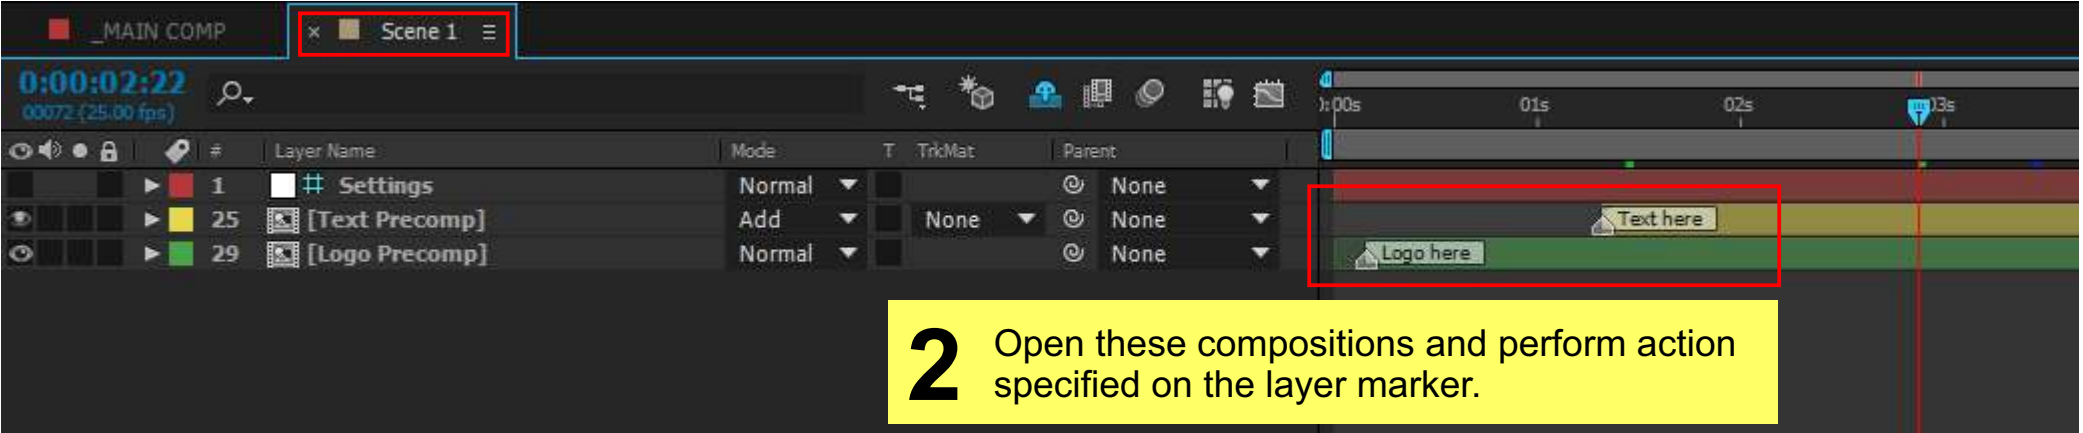 _MAIN COMP
× Scene 1 ≡
0:00:02:22
00072 (25.00 fps)
):00s 01s 02s 03s
# Layer Name Mode T TrkMat Parent
1 Settings Normal None
25 [Text Precomp] Add None None
Text here
29 [Logo Precomp] Normal None
Logo here
2 Open these compositions and perform action
specified on the layer marker.